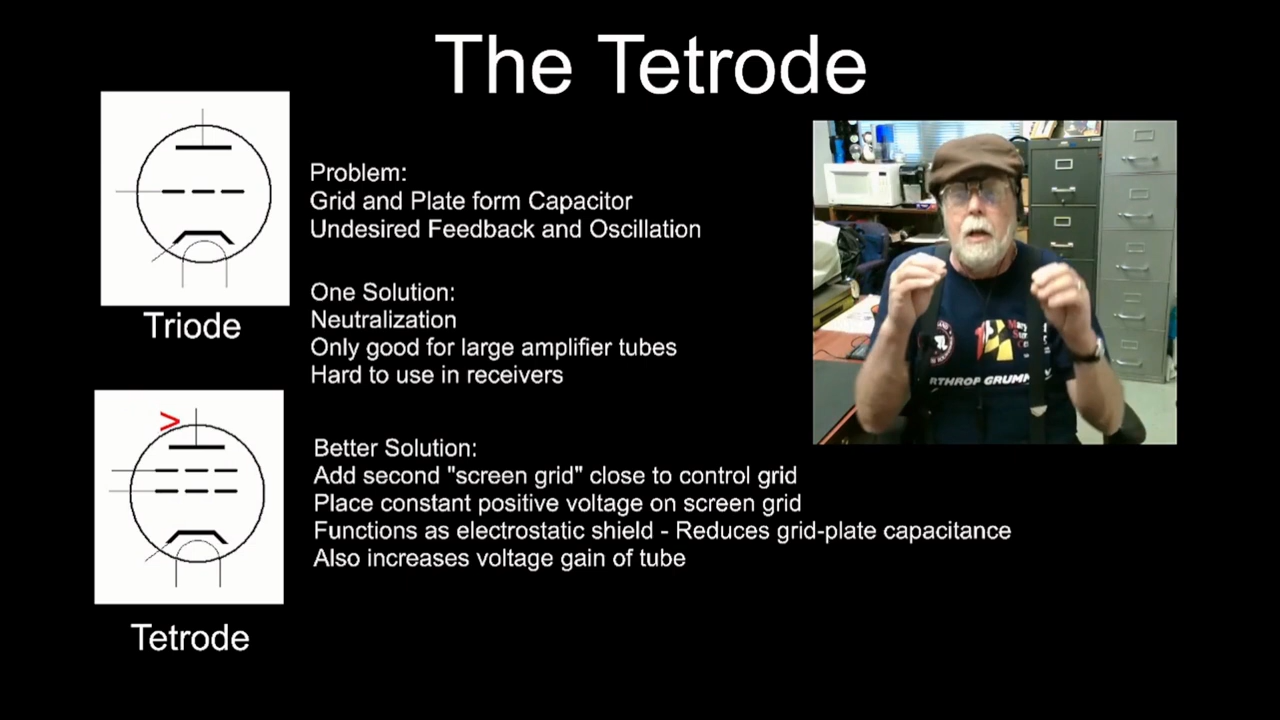 The Tetrode
Problem:
Grid and Plate form Capacitor
Undesired Feedback and Oscillation
Triode
One Solution:
Neutralization
Only good for large amplifier tubes
Hard to use in receivers
>
Better Solution:
Add second "screen grid" close to control grid
Place constant positive voltage on screen grid
Functions as electrostatic shield - Reduces grid-plate capacitance
Also increases voltage gain of tube
Tetrode